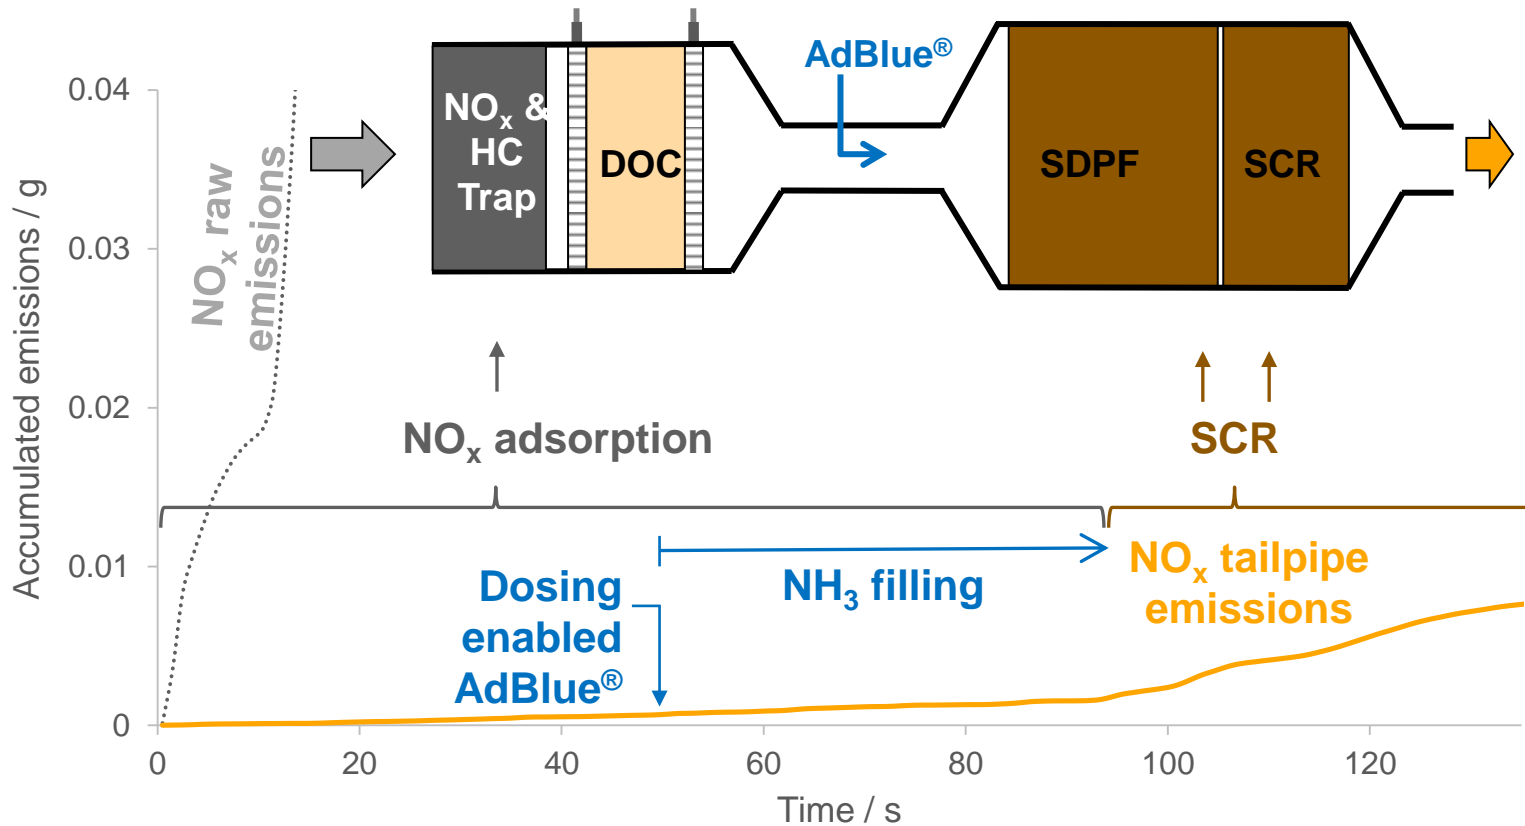 AdBlue®
NOx &
HC
Trap
DOC
SDPF
SCR
NOx raw
emissions
Accumulated emissions / g
0.04
0.03
0.02
0.01
0
NOx adsorption
SCR
Dosing
enabled
AdBlue®
NH3 filling
NOx tailpipe
emissions
0
20
40
60
80
100
120
Time / s